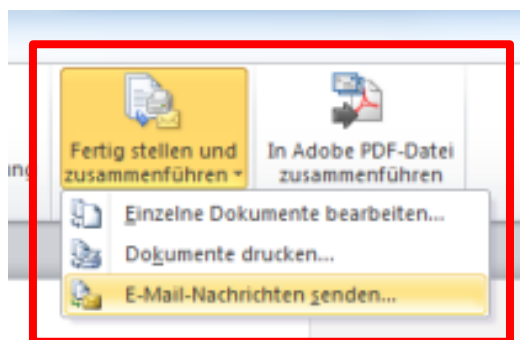 Fertig stellen und
zusammenführen
In Adobe PDF-Datei
zusammenführen
Einzelne Dokumente bearbeiten...
Dokumente drucken...
E-Mail-Nachrichten senden...